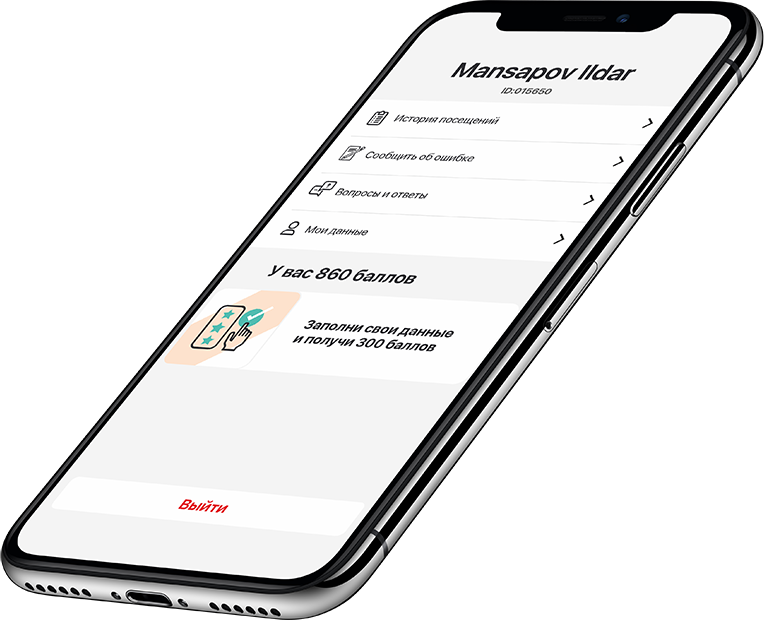 Mansapov Ildar
ID:015650
История посещений
Сообщить об ошибке
Вопросы и ответы
Мои данные
У вас 860 баллов
Заполни свои данные
и получи 300 баллов
Выйти